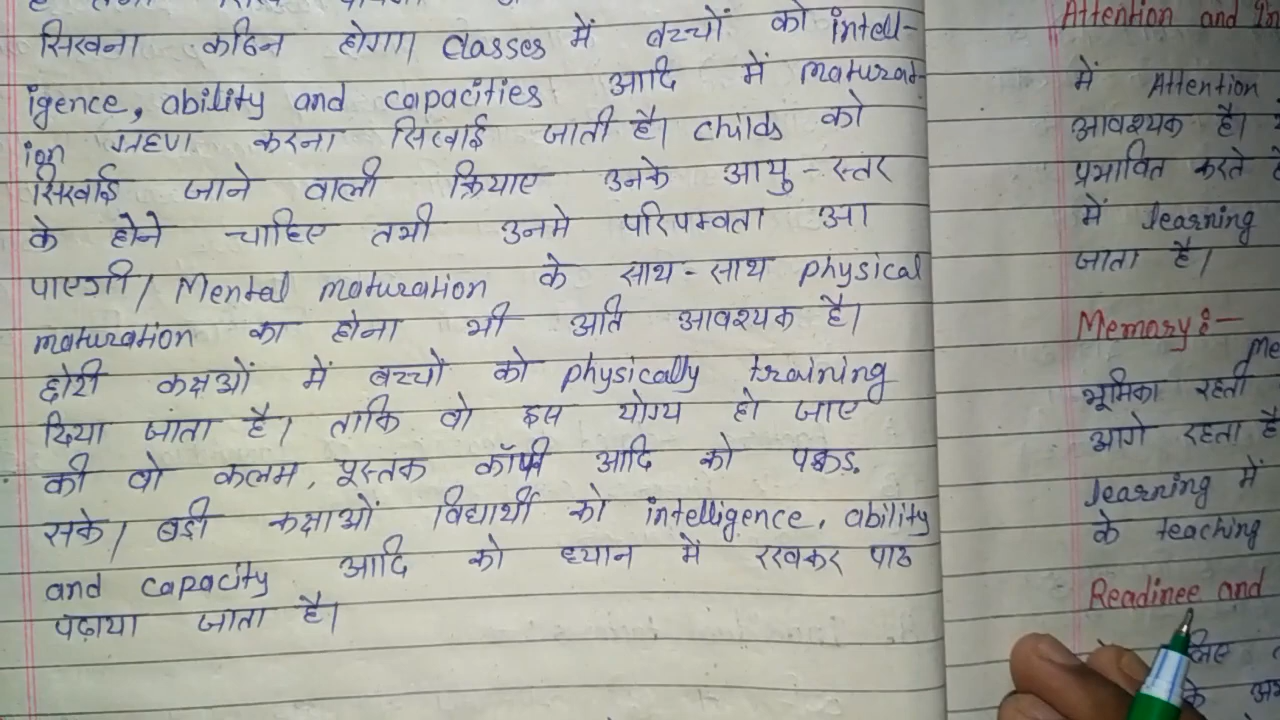 सिखना कठिन होगा। classes में बच्चों को intell-
igence, ability and capacities आदि में maturat-
ion ग्रहण करना सिखाई जाती है। childs को
सिखाई जाने वाली क्रियाए उनके आयु-स्तर
के होने चाहिए तभी उनमे परिपक्वता आ
पाएगी। Mental maturation के साथ-साथ physical
maturation का होना भी अति आवश्यक है।
छोटी कक्षओं में बच्चों को physically training
दिया जाता है। ताकि वो इस योग्य हो जाए
की वो कलम, पूस्तक कॉपी आदि को पकड़
सके। बडी कक्षाओं विद्यार्थी को intelligence, ability
and capacity आदि को ध्यान में रखकर पाठ
पढ़ाया जाता है।
Attention and
में Attention
आवश्यक है।
प्रभावित करते
में learning
जाता है।
Memory:-
भूमिका रहती
आगे रहता है
learning में
के teaching
Readinee and